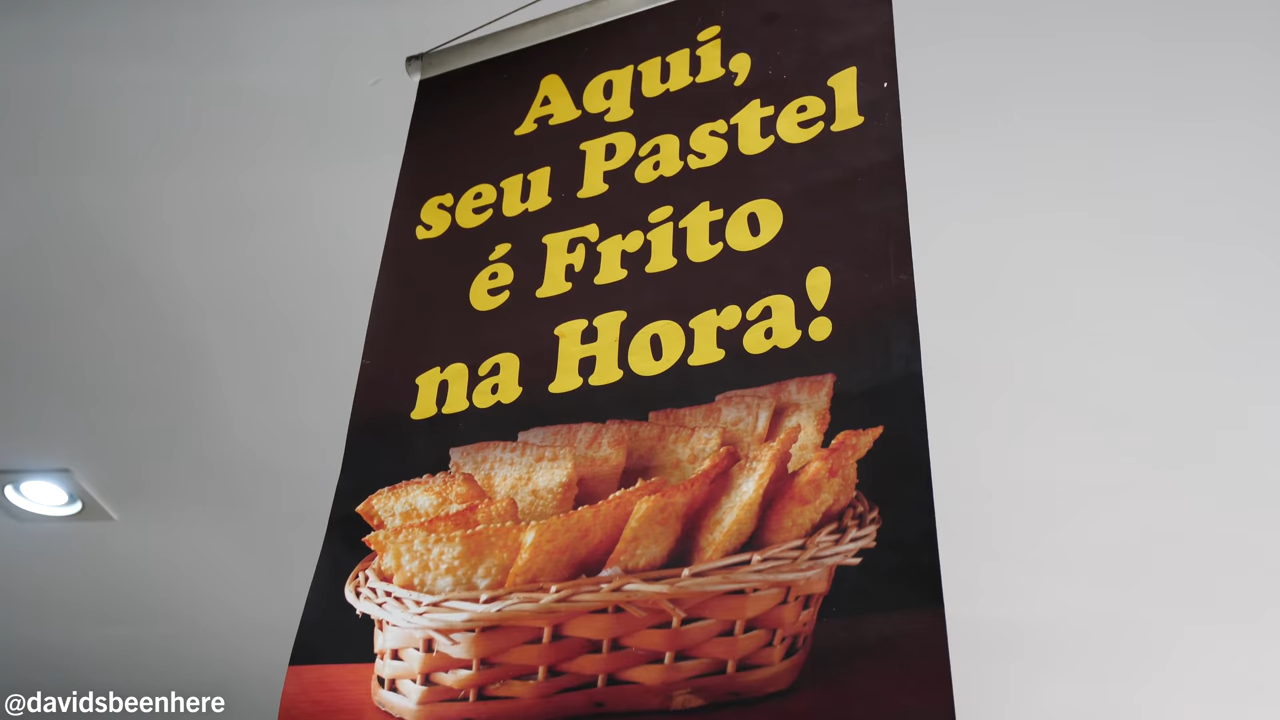 Aqui,
seu Pastel
é Frito
na Hora!
@davidsbeenhere